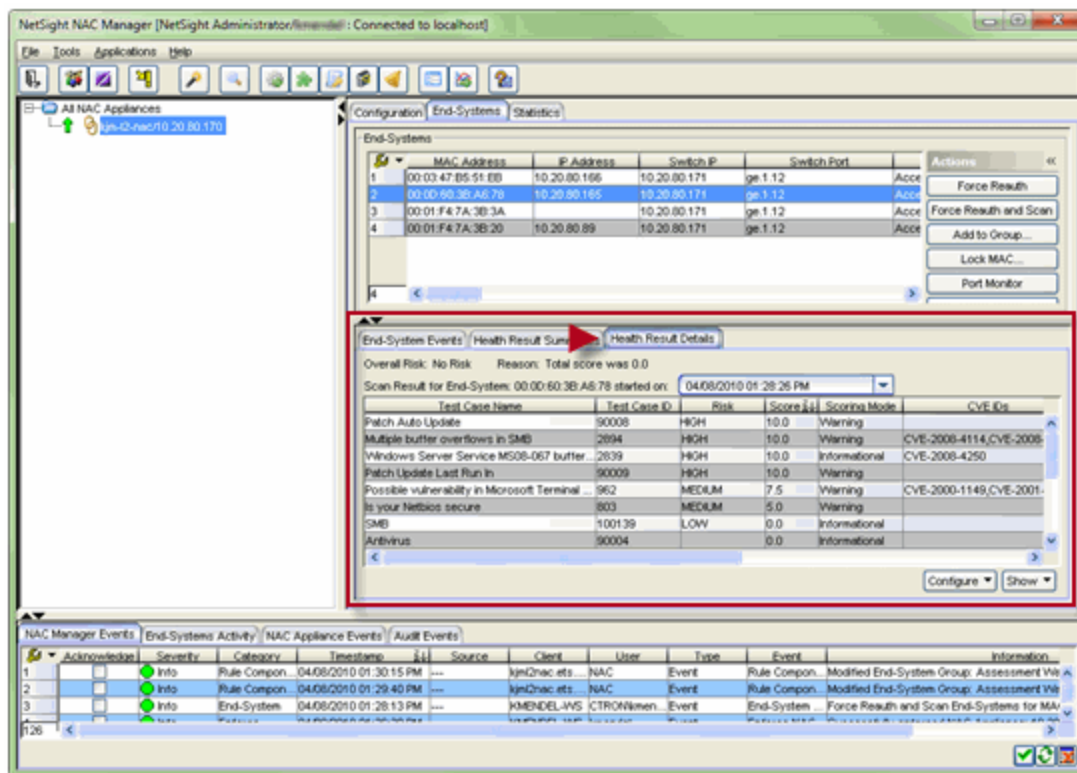 NetSight NAC Manager [NetSight Administrator/ : Connected to localhost]
File Tools Applications Help
All NAC Appliances
kjm-l2-nac/10.20.80.170
Configuration End-Systems Statistics
End-Systems
MAC Address IP Address Switch IP Switch Port
1 00:03:47:B5:51:EB 10.20.80.166 10.20.80.171 ge.1.12 Acce
2 00:0D:60:3B:A6:78 10.20.80.165 10.20.80.171 ge.1.12 Acce
3 00:01:F4:7A:3B:3A 10.20.80.171 ge.1.12 Acce
4 00:01:F4:7A:3B:20 10.20.80.89 10.20.80.171 ge.1.12 Acce
4
Actions
Force Reauth
Force Reauth and Scan
Add to Group...
Lock MAC...
Port Monitor
End-System Events Health Result Sum Health Result Details
Overall Risk: No Risk Reason: Total score was 0.0
Scan Result for End-System: 00:0D:60:3B:A6:78 started on: 04/08/2010 01:28:26 PM
Test Case Name Test Case ID Risk Score Scoring Mode CVE IDs
Patch Auto Update 90008 HIGH 10.0 Warning
Multiple buffer overflows in SMB 2894 HIGH 10.0 Warning CVE-2008-4114,CVE-2008-
Windows Server Service MS08-067 buffer... 2839 HIGH 10.0 Informational CVE-2008-4250
Patch Update Last Run In 90009 HIGH 10.0 Warning
Possible vulnerability in Microsoft Terminal ... 962 MEDIUM 7.5 Warning CVE-2000-1149,CVE-2001-
Is your Netbios secure 803 MEDIUM 5.0 Warning
SMB 100139 LOW 0.0 Informational
Antivirus 90004 0.0 Informational
Configure Show
NAC Manager Events End-Systems Activity NAC Appliance Events Audit Events
Acknowledge Severity Category Timestamp Source Client User Type Event Information
1 Info Rule Compon... 04/08/2010 01:30:15 PM --- kjml2nac.ets.... NAC Event Rule Compon... Modified End-System Group: Assessment Wa
2 Info Rule Compon... 04/08/2010 01:29:40 PM --- kjml2nac.ets.... NAC Event Rule Compon... Modified End-System Group: Assessment Wa
3 Info End-System 04/08/2010 01:28:13 PM --- KMENDEL-WS CTRON\kmen... Event End-System ... Force Reauth and Scan End-Systems for MA
126